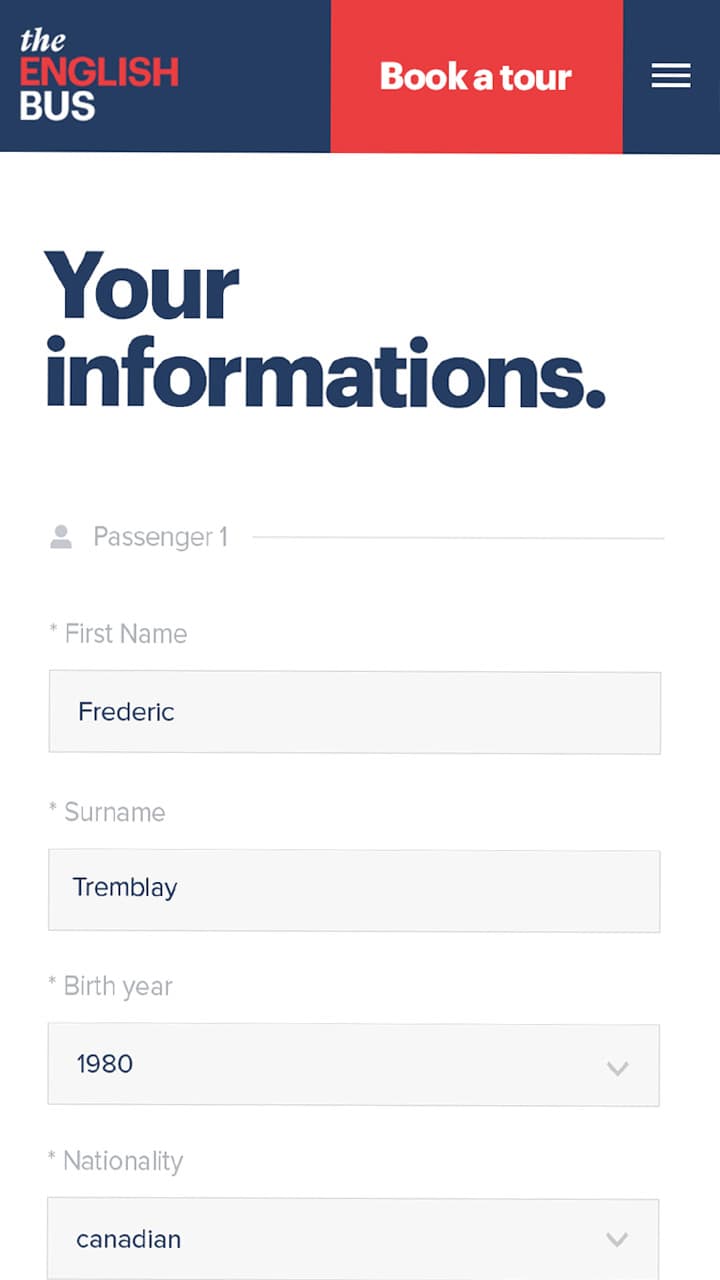 the
ENGLISH
BUS
Book a tour
Your
informations.
Passenger 1
* First Name
Frederic
* Surname
Tremblay
* Birth year
1980
* Nationality
canadian